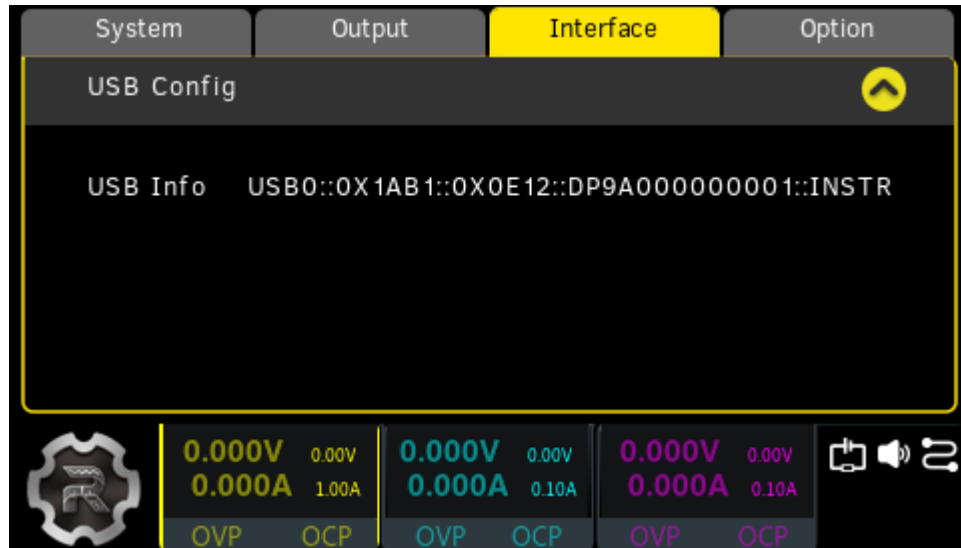 System Output Interface Option
USB Config
USB Info USB0::0X1AB1::0X0E12::DP9A000000001::INSTR
0.000V 0.00V 0.000V 0.00V 0.000V 0.00V
0.000A 1.00A 0.000A 0.10A 0.000A 0.10A
OVP OCP OVP OCP OVP OCP